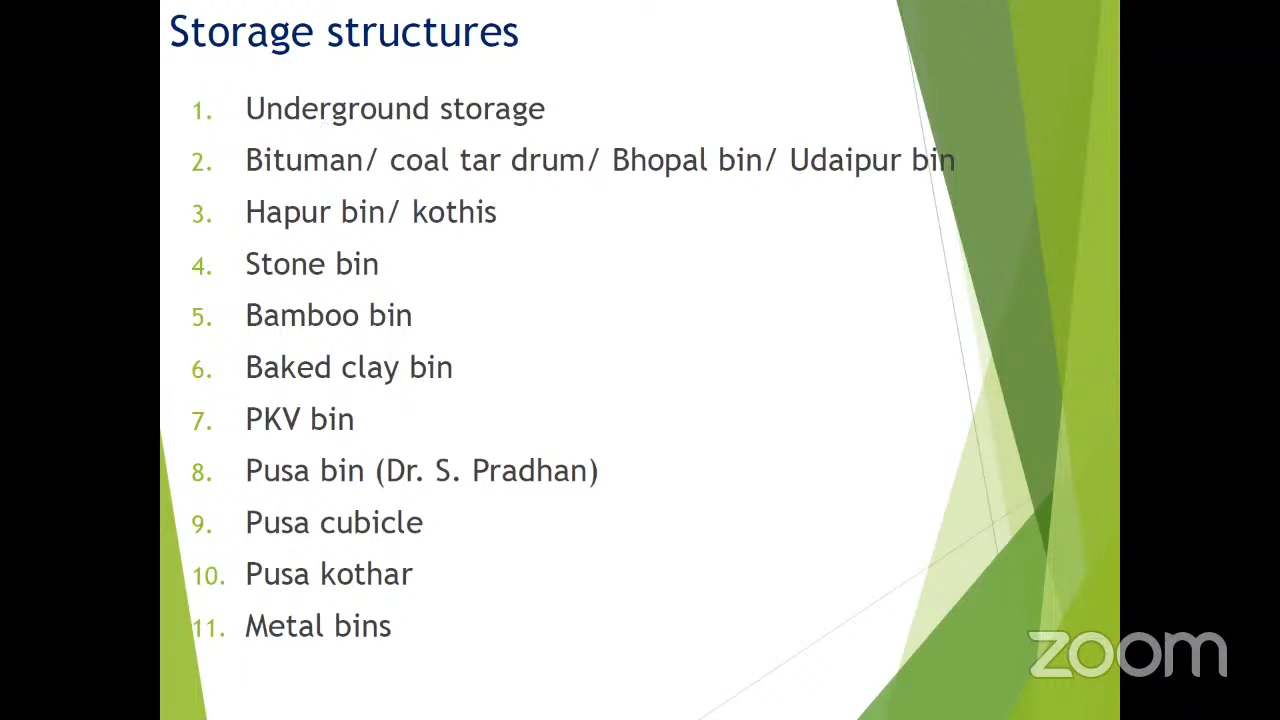 Storage structures
1. Underground storage
2. Bituman/ coal tar drum/ Bhopal bin/ Udaipur bin
3. Hapur bin/ kothis
4. Stone bin
5. Bamboo bin
6. Baked clay bin
7. PKV bin
8. Pusa bin (Dr. S. Pradhan)
9. Pusa cubicle
10. Pusa kothar
11. Metal bins
zoom